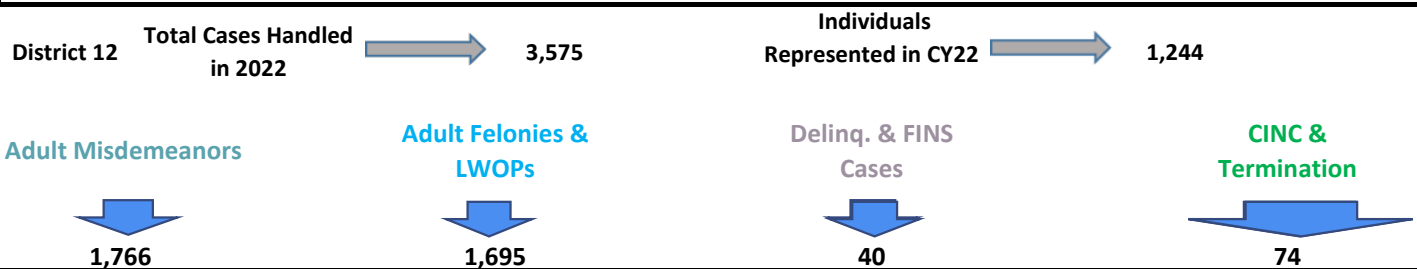 District 12
Total Cases Handled
in 2022
3,575
Individuals
Represented in CY22
1,244
Adult Misdemeanors
Adult Felonies &
LWOPs
Delinq. & FINS
Cases
CINC &
Termination
1,766
1,695
40
74